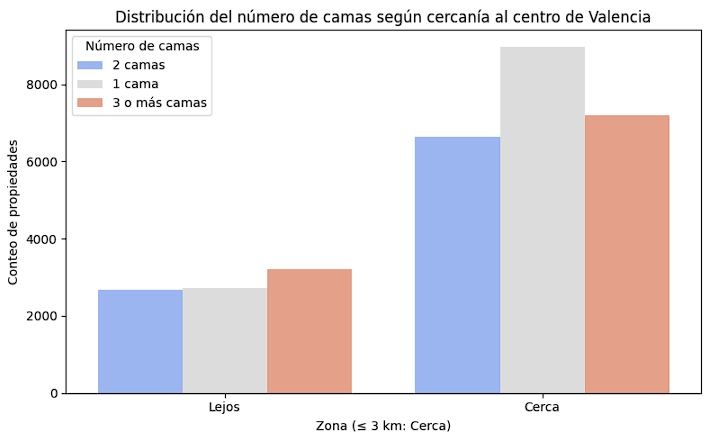 Distribución del número de camas según cercanía al centro de Valencia
Número de camas
2 camas
1 cama
3 o más camas
Conteo de propiedades
8000
6000
4000
2000
0
Lejos
Cerca
Zona (≤ 3 km: Cerca)